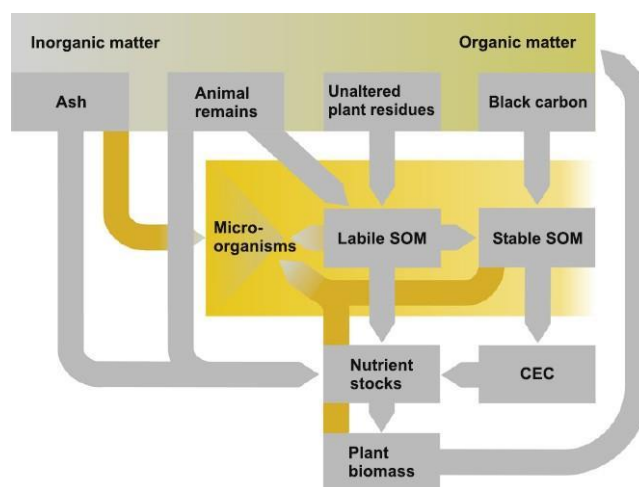 Inorganic matter
Organic matter
Ash
Animal
remains
Unaltered
plant residues
Black carbon
Micro-
organisms
Labile SOM
Stable SOM
Nutrient
stocks
CEC
Plant
biomass